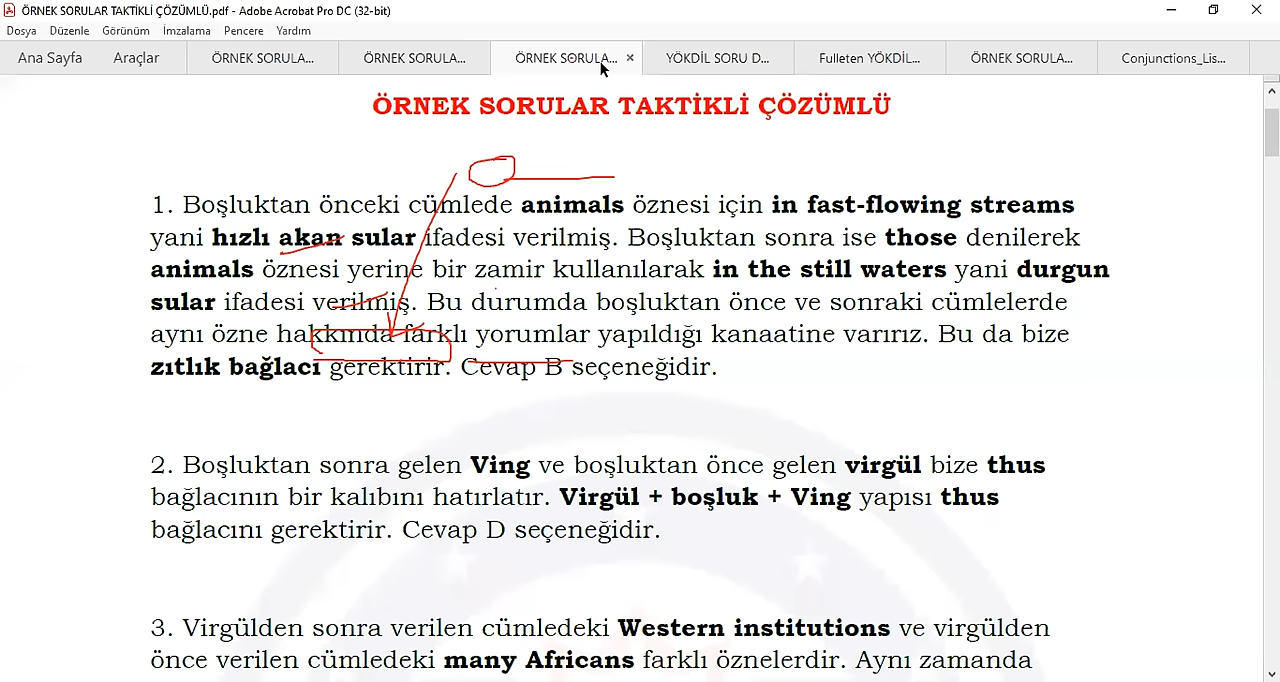 ÖRNEK SORULAR TAKTİKLİ ÇÖZÜMLÜ.pdf - Adobe Acrobat Pro DC (32-bit)
Dosya Düzenle Görünüm İmzalama Pencere Yardım
Ana Sayfa Araçlar ÖRNEK SORULA... ÖRNEK SORULA... ÖRNEK SORULA... × YÖKDİL SORU D... Fulleten YÖKDİL... ÖRNEK SORULA... Conjunctions_Lis...
ÖRNEK SORULAR TAKTİKLİ ÇÖZÜMLÜ
1. Boşluktan önceki cümlede animals öznesi için in fast-flowing streams
yani hızlı akan sular ifadesi verilmiş. Boşluktan sonra ise those denilerek
animals öznesi yerine bir zamir kullanılarak in the still waters yani durgun
sular ifadesi verilmiş. Bu durumda boşluktan önce ve sonraki cümlelerde
aynı özne hakkında farklı yorumlar yapıldığı kanaatine varırız. Bu da bize
zıtlık bağlacı gerektirir. Cevap B seçeneğidir.
2. Boşluktan sonra gelen Ving ve boşluktan önce gelen virgül bize thus
bağlacının bir kalıbını hatırlatır. Virgül + boşluk + Ving yapısı thus
bağlacını gerektirir. Cevap D seçeneğidir.
3. Virgülden sonra verilen cümledeki Western institutions ve virgülden
önce verilen cümledeki many Africans farklı öznelerdir. Aynı zamanda